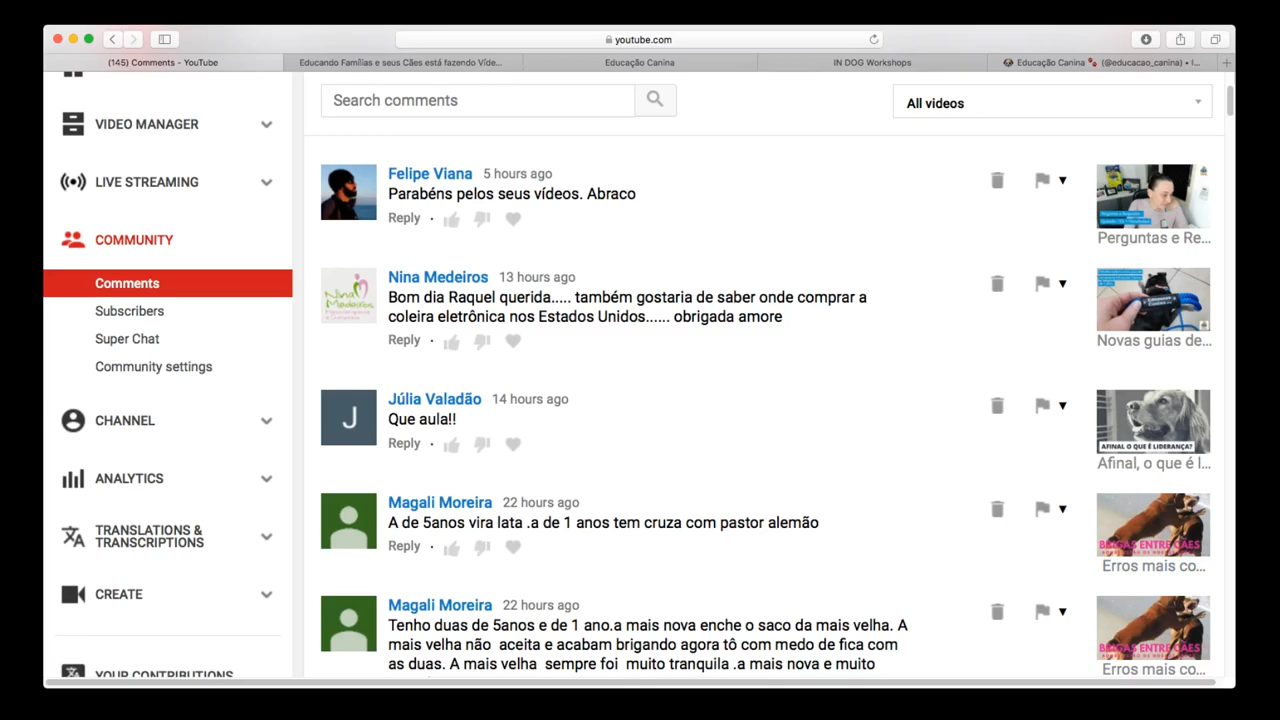 youtube.com
(145) Comments - YouTube
Educando Famílias e seus Cães está fazendo Víde...
Educação Canina
IN DOG Workshops
Educação Canina 🐾 (@educacao_canina) • I...
VIDEO MANAGER
LIVE STREAMING
COMMUNITY
Comments
Subscribers
Super Chat
Community settings
CHANNEL
ANALYTICS
TRANSLATIONS &
TRANSCRIPTIONS
CREATE
YOUR CONTRIBUTIONS
Search comments
All videos
Felipe Viana 5 hours ago
Parabéns pelos seus vídeos. Abraco
Reply
Perguntas e Re...
Nina Medeiros 13 hours ago
Bom dia Raquel querida..... também gostaria de saber onde comprar a
coleira eletrônica nos Estados Unidos...... obrigada amore
Reply
Novas guias de...
Júlia Valadão 14 hours ago
J
Que aula!!
Reply
AFINAL O QUE É LIDERANÇA?
Afinal, o que é l...
Magali Moreira 22 hours ago
A de 5anos vira lata .a de 1 anos tem cruza com pastor alemão
Reply
BRIGAS ENTRE CÃES
Erros mais co...
Magali Moreira 22 hours ago
Tenho duas de 5anos e de 1 ano.a mais nova enche o saco da mais velha. A
mais velha não aceita e acabam brigando agora tô com medo de fica com
as duas. A mais velha sempre foi muito tranquila .a mais nova e muito
BRIGAS ENTRE CÃES
Erros mais co...